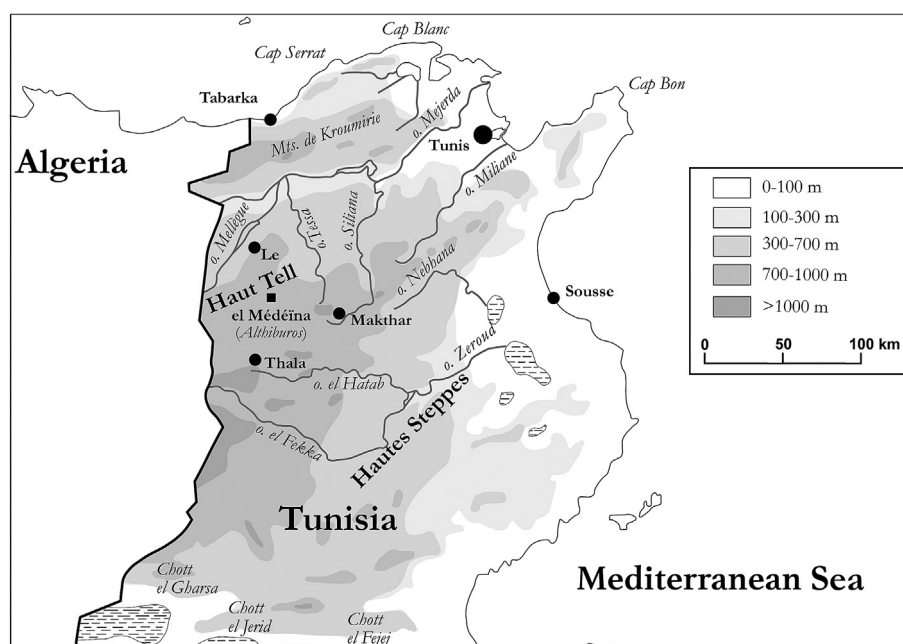 Cap Blanc
Cap Serrat
Cap Bon
Tabarka
o. Mejerda
Mts. de Kroumirie
Tunis
Algeria
o. Miliane
o. Mellègue
o.Tessa
o. Siliana
Le
o. Nebhana
Haut Tell
el Médéïna
(Althiburos)
Makthar
Sousse
Thala
o. Zeroud
o. el Hatab
Hautes Steppes
o. el Fekka
Tunisia
Chott
el Gharsa
Chott
el Jerid
Chott
el Fejej
Mediterranean Sea
0-100 m
100-300 m
300-700 m
700-1000 m
>1000 m
0 50 100 km